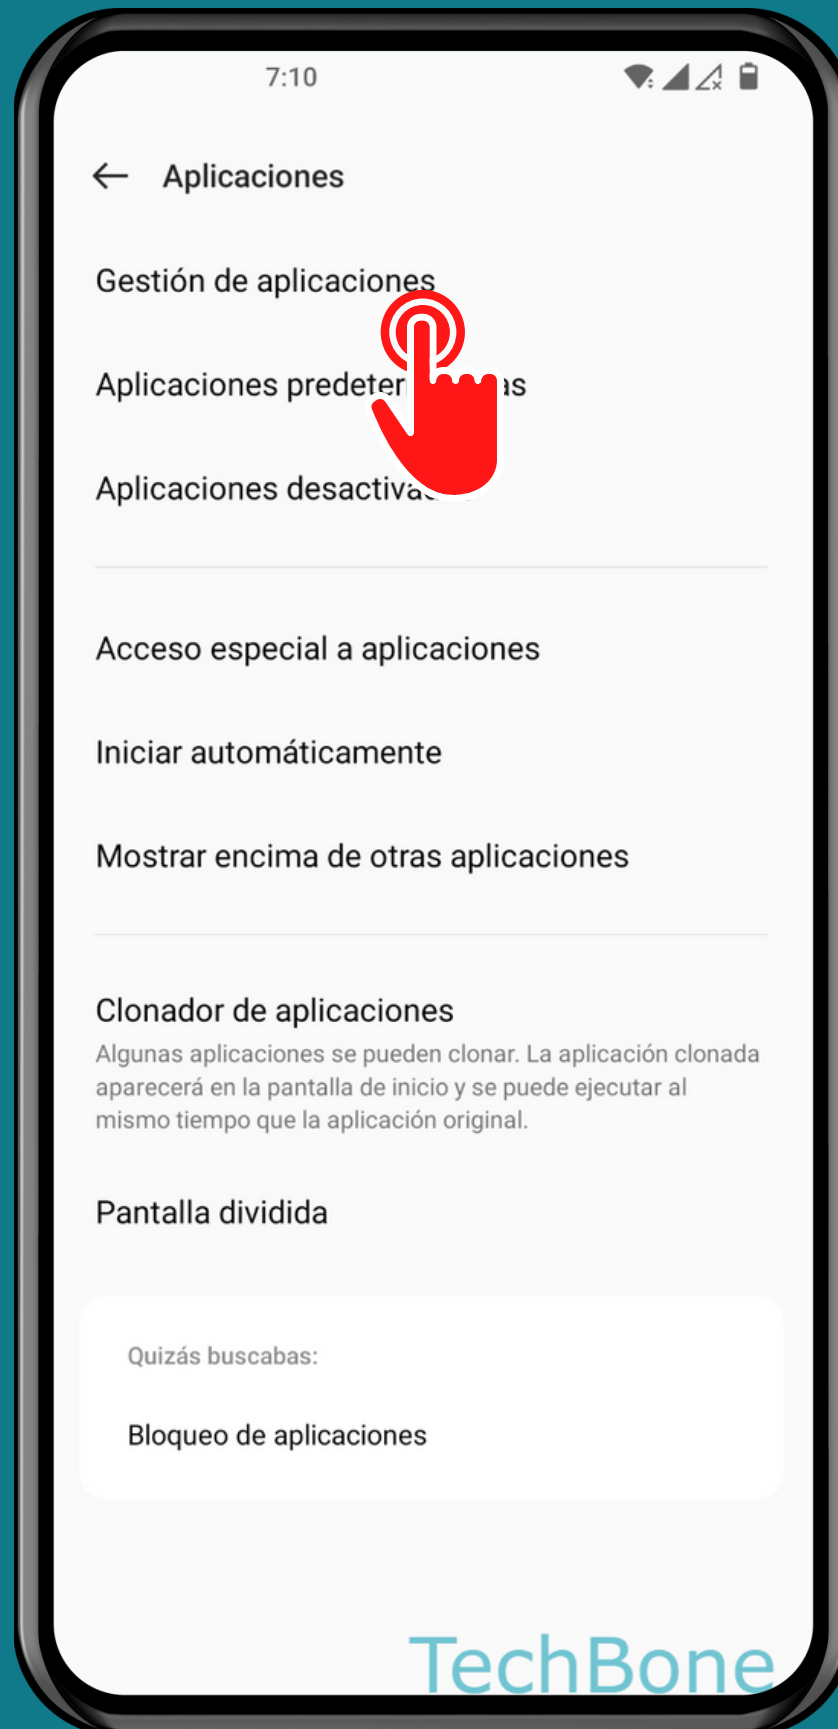 7:10
Aplicaciones
Gestión de aplicaciones
Aplicaciones
Aplicaciones
Acceso especial a aplicaciones
Iniciar automáticamente
Mostrar encima de otras aplicaciones
Clonador de aplicaciones
Algunas aplicaciones se pueden clonar. La aplicación clonada
aparecerá en la pantalla de inicio y se puede ejecutar al
mismo tiempo que la aplicación original.
Pantalla dividida
Quizás buscabas:
Bloqueo de aplicaciones
TechBone